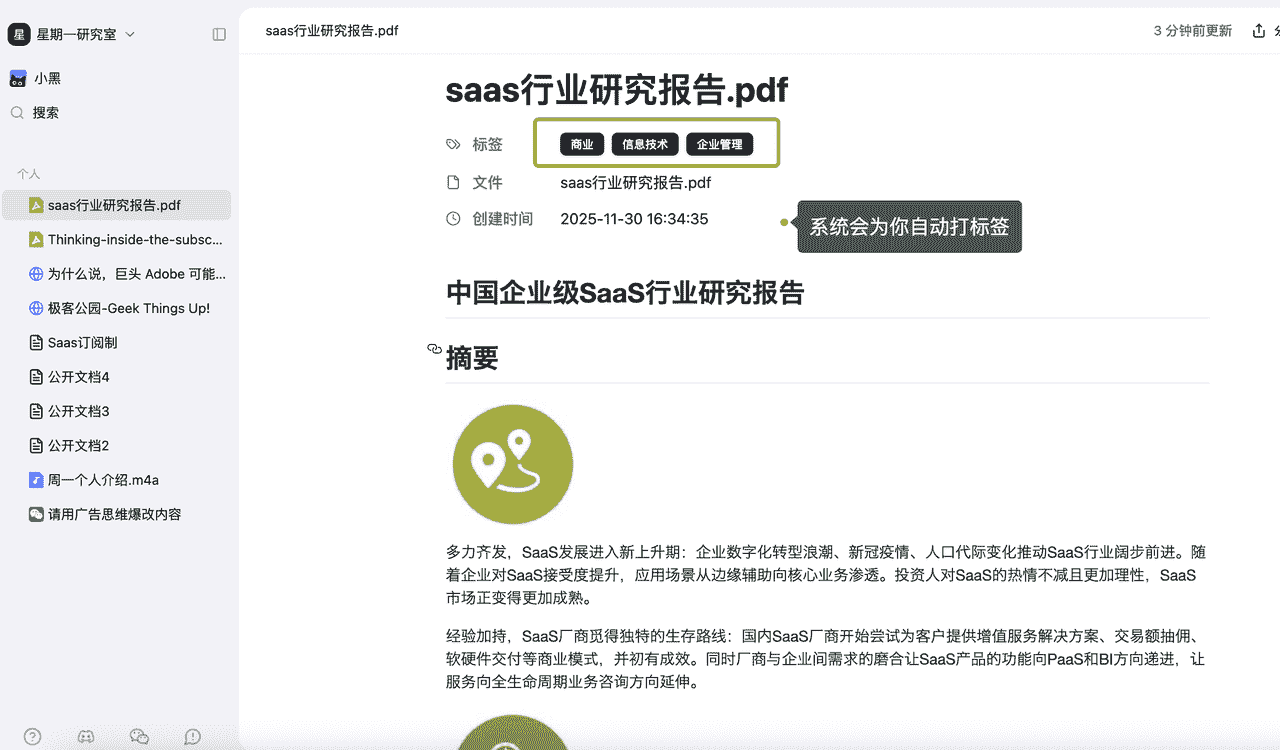 星 星期一研究室
小黑
搜索
个人
saas行业研究报告.pdf
Thinking-inside-the-subsc...
为什么说，巨头 Adobe 可能...
极客公园-Geek Things Up!
Saas订阅制
公开文档4
公开文档3
公开文档2
周一个人介绍.m4a
请用广告思维爆改内容
saas行业研究报告.pdf
3 分钟前更新
saas行业研究报告.pdf
标签 商业 信息技术 企业管理
文件 saas行业研究报告.pdf
创建时间 2025-11-30 16:34:35
系统会为你自动打标签
中国企业级SaaS行业研究报告
摘要
多力齐发，SaaS发展进入新上升期：企业数字化转型浪潮、新冠疫情、人口代际变化推动SaaS行业阔步前进。随
着企业对SaaS接受度提升，应用场景从边缘辅助向核心业务渗透。投资人对SaaS的热情不减且更加理性，SaaS
市场正变得更加成熟。
经验加持，SaaS厂商觅得独特的生存路线：国内SaaS厂商开始尝试为客户提供增值服务解决方案、交易额抽佣、
软硬件交付等商业模式，并初有成效。同时厂商与企业间需求的磨合让SaaS产品的功能向PaaS和BI方向递进，让
服务向全生命周期业务咨询方向延伸。